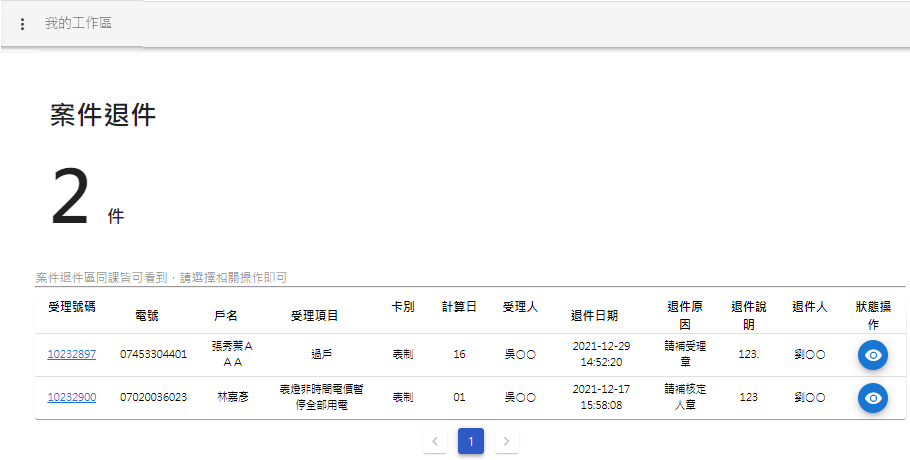 我的工作區
案件退件
2 件
案件退件區同課皆可看到，請選擇相關操作即可
受理號碼 電號 戶名 受理項目 卡別 計算日 受理人 退件日期 退件原因 退件說明 退件人 狀態操作
10232897 07453304401 張秀葉ＡＡＡ 過戶 表制 16 吳○○ 2021-12-29 14:52:20 請補受理章 123. 劉○○
10232900 07020036023 林嘉彥 表燈非時間電價暫停全部用電 表制 01 吳○○ 2021-12-17 15:58:08 請補核定人章 123 劉○○
1